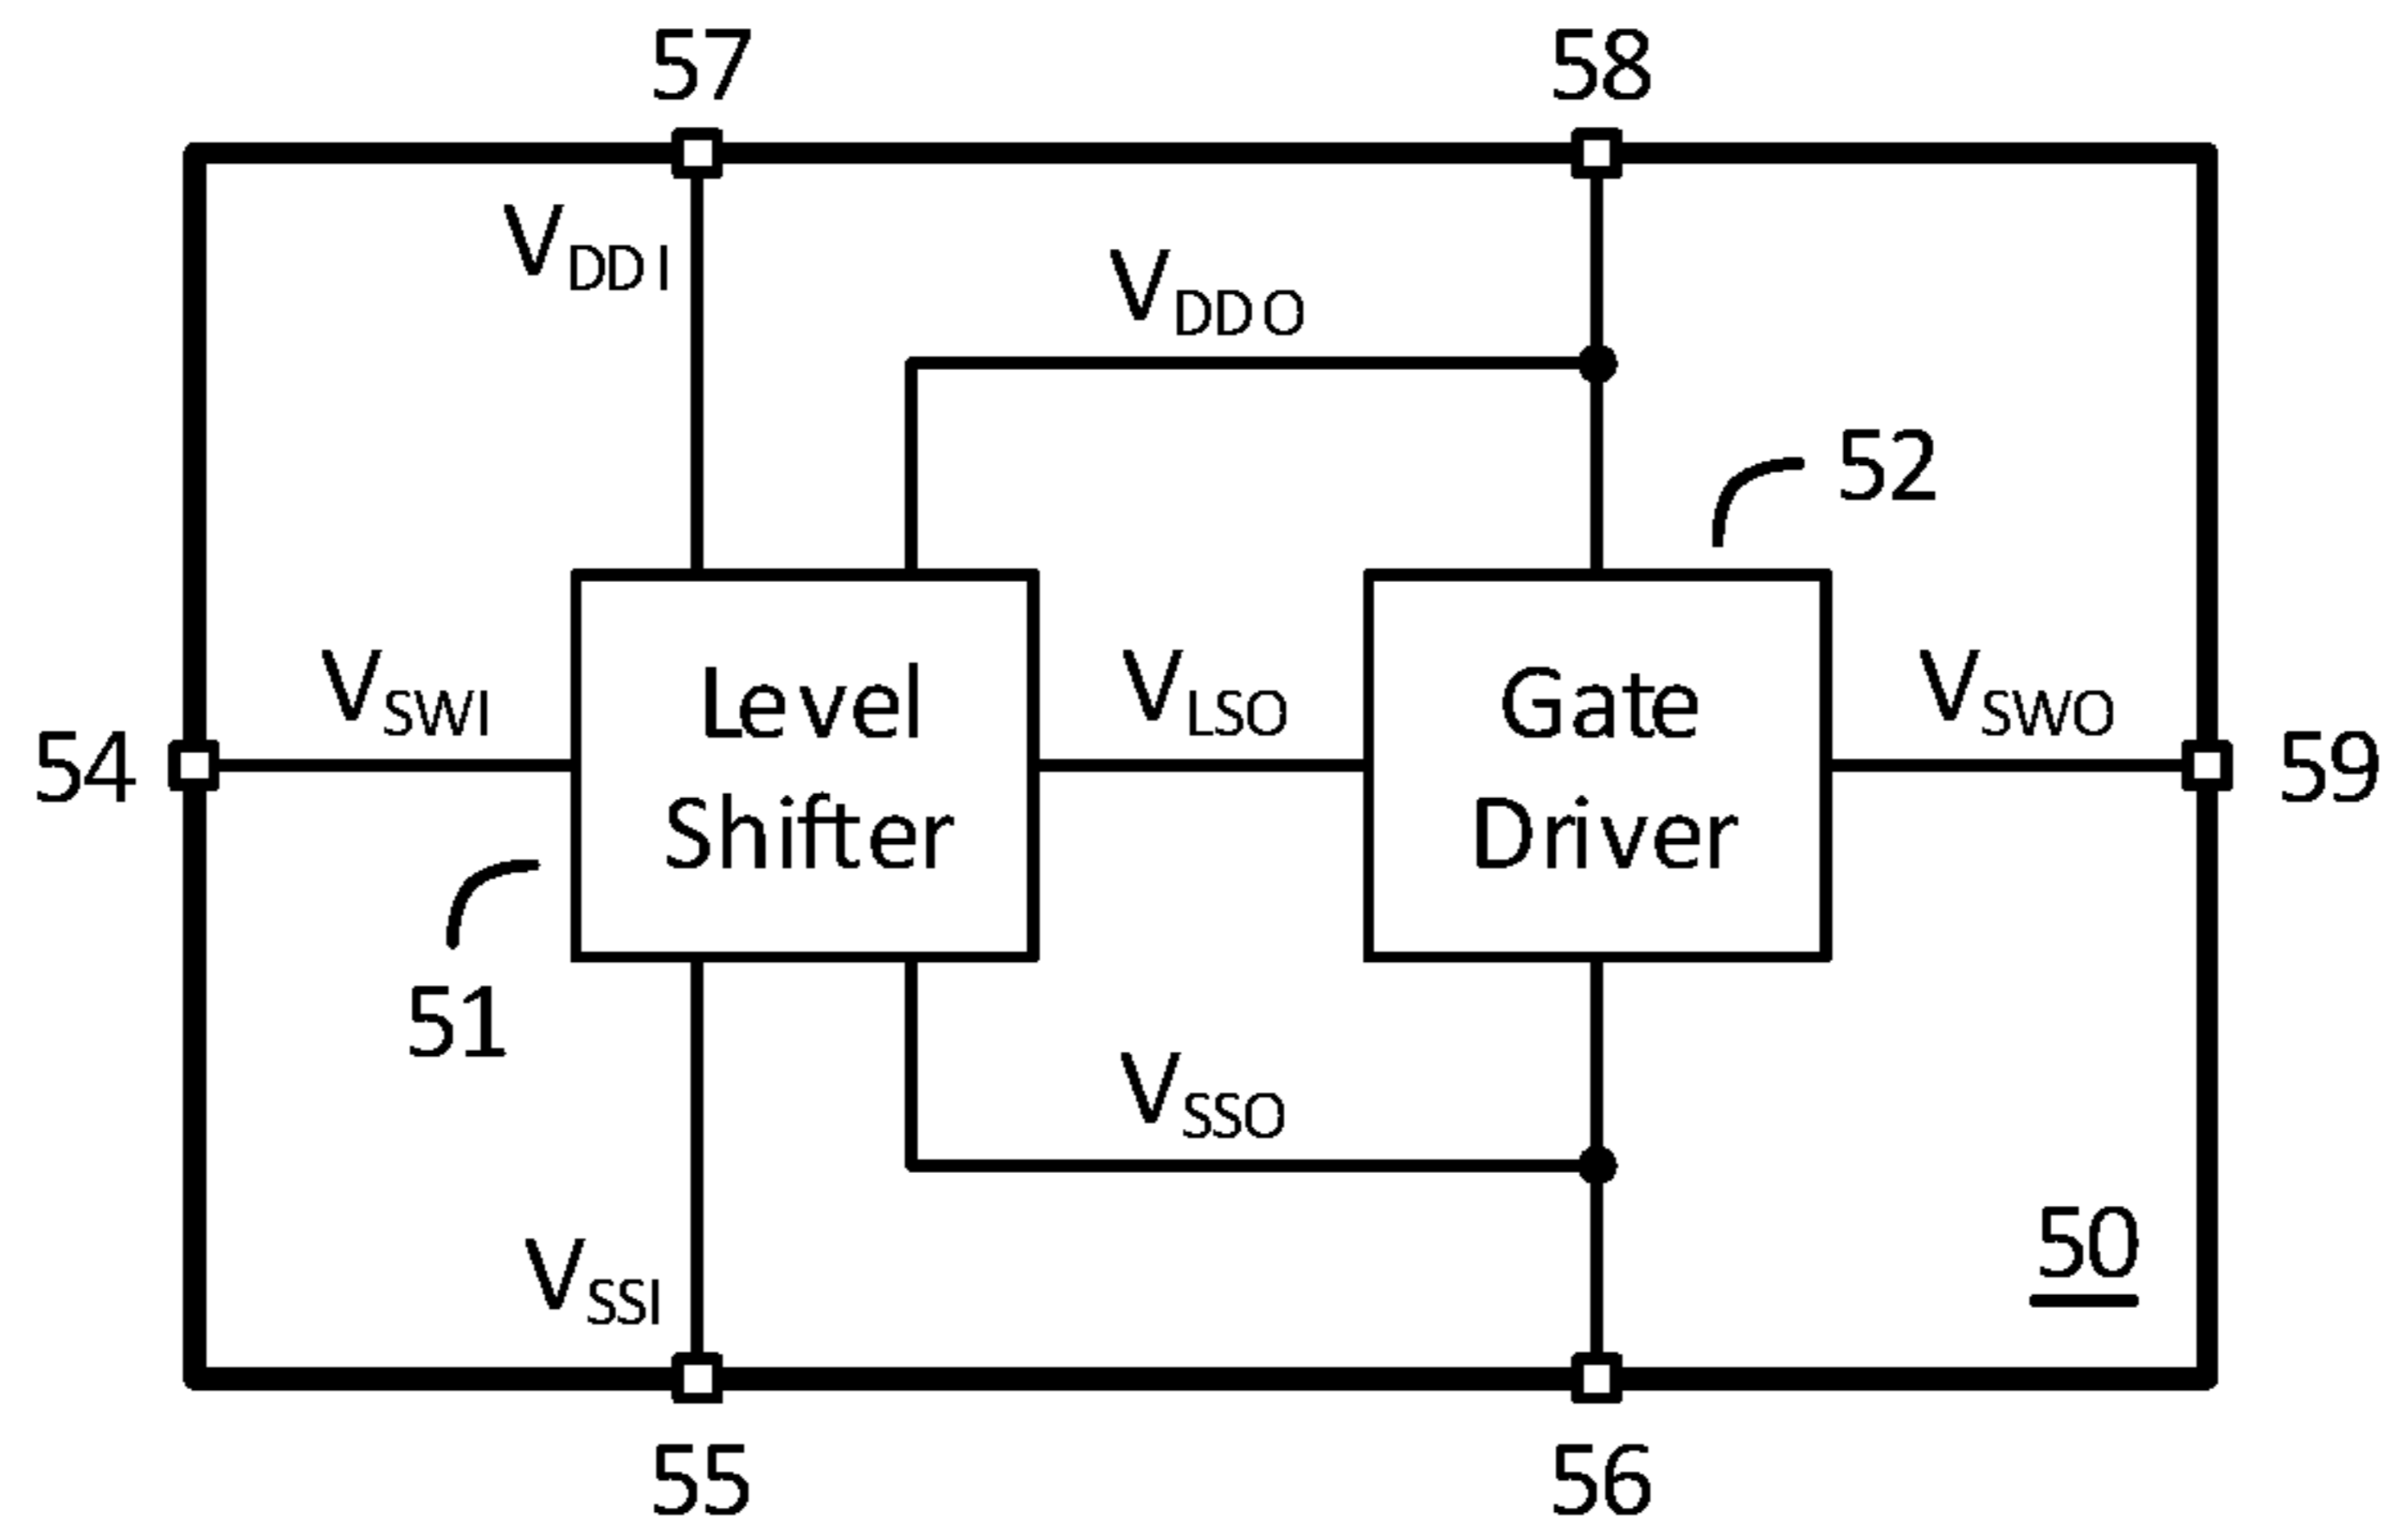 57
58
VDDI
VDDO
52
VSWI
Level
Shifter
VLSO
Gate
Driver
VSWO
54
59
51
VSSO
VSSI
50
55
56